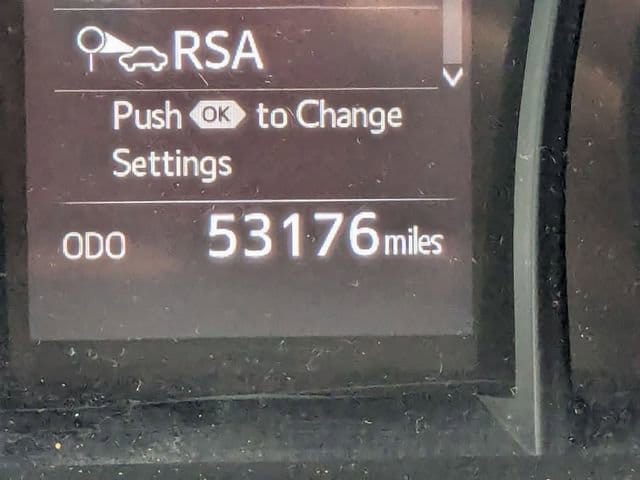 RSA
Push OK to Change
Settings
ODO 53176 miles